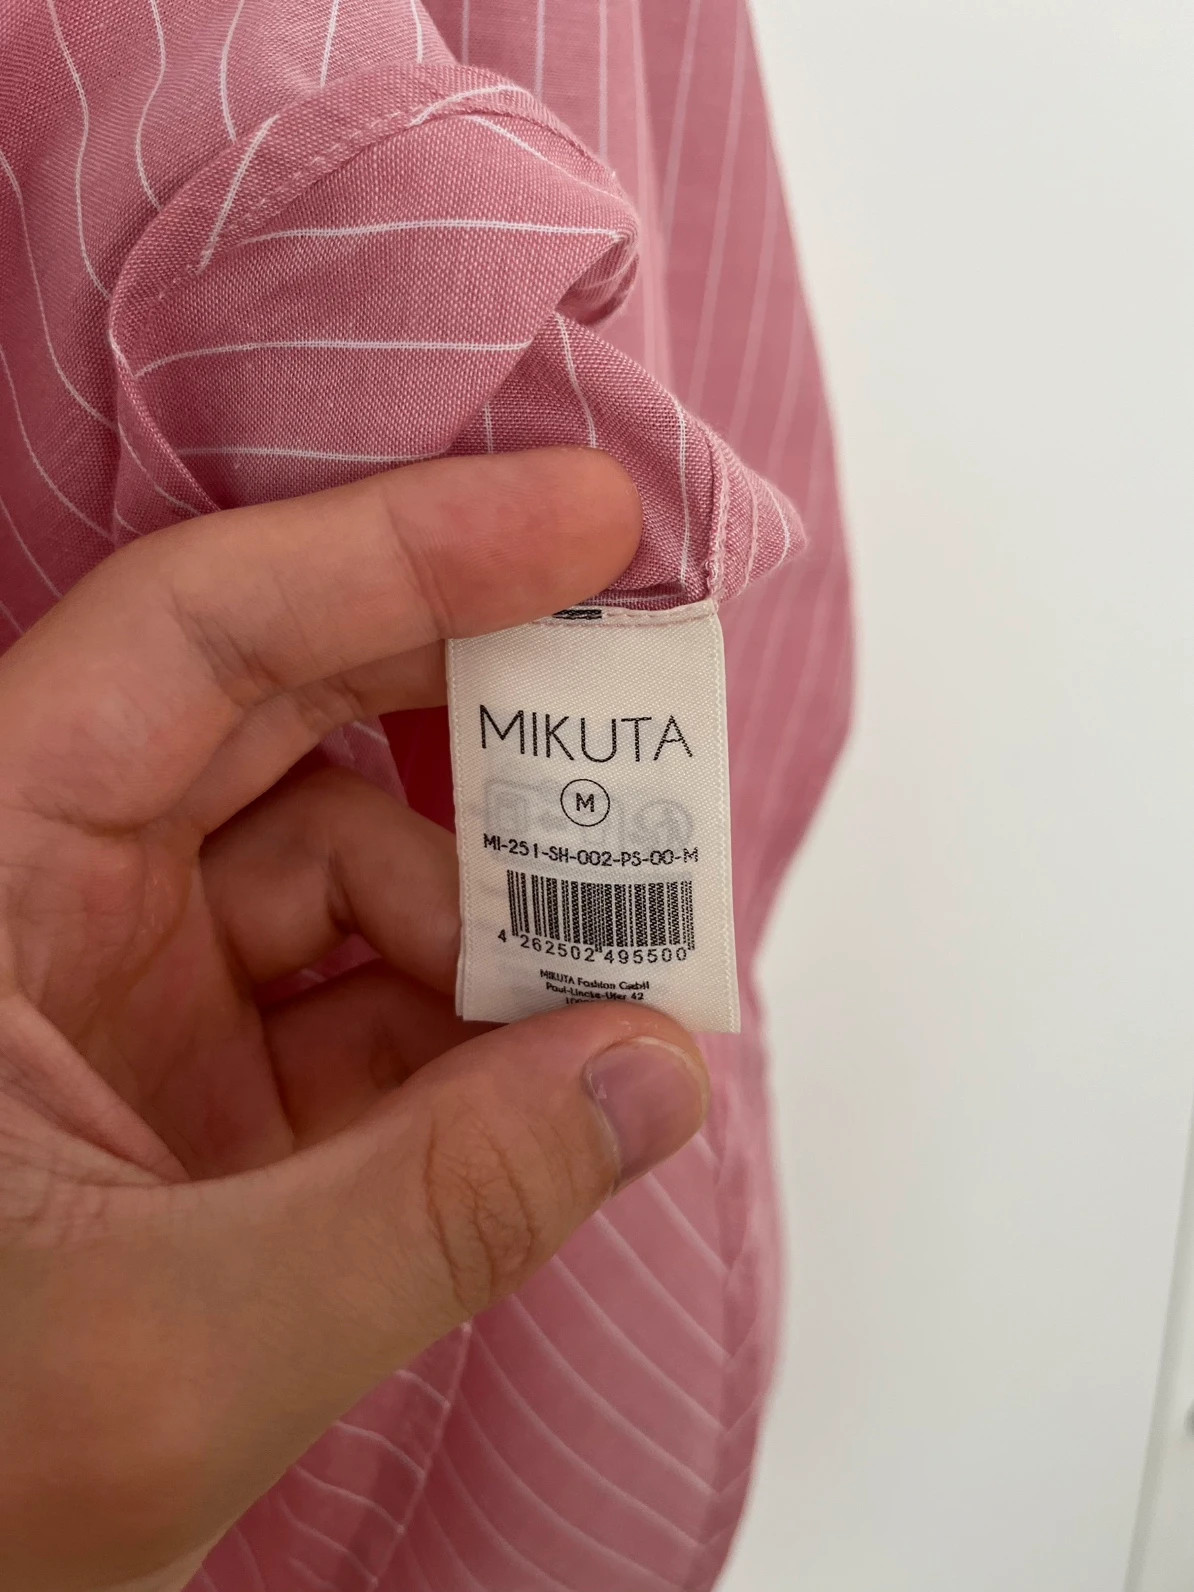 MIKUTA
M
MI-251-SH-002-PS-00-M
4 262502 495500
MIKUTA Fashion GmbH
Paul-Lincke-Ufer 42